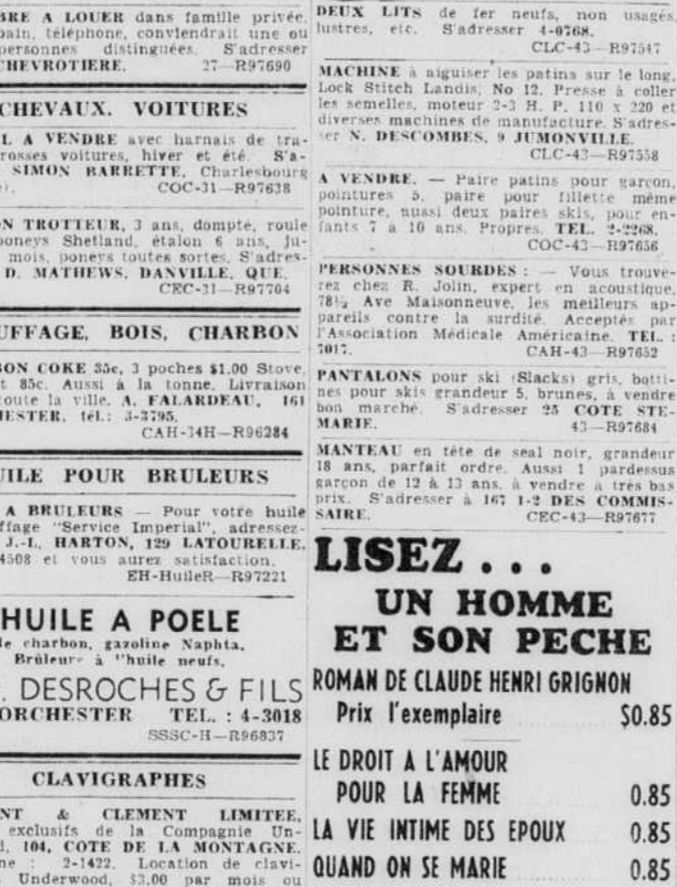 BRE A LOUER dans famille privée,
bain, téléphone, conviendrait une ou
personnes distinguées. S'adresser
CHEVROTIERE. 27—R97690
CHEVAUX. VOITURES
L A VENDRE avec harnais de tra-
rosses voitures, hiver et été. S'a-
SIMON BARRETTE, Charlesbourg
COC-31—R97638
N TROTTEUR, 3 ans, dompté, roule
poneys Shetland, étalon 6 ans, ju-
mois, poneys toutes sortes. S'adres-
D. MATHEWS, DANVILLE, QUE.
CEC-31—R97704
UFFAGE, BOIS, CHARBON
BON COKE 35c, 3 poches $1.00 Stove,
t 85c. Aussi à la tonne. Livraison
toute la ville. A. FALARDEAU, 161
HESTER, tél.: 3-3795.
CAH-34H—R96284
UILE POUR BRULEURS
A BRULEURS — Pour votre huile
ffage "Service Imperial", adressez-
J.-L. HARTON, 129 LATOURELLE,
4508 et vous aurez satisfaction.
EH-HuileR—R97221
HUILE A POELE
le charbon, gazoline Naphta,
Brûleurs à "huile neufs,
. DESROCHES & FILS
ORCHESTER TEL. : 4-3018
SSSC-H—R96837
CLAVIGRAPHES
NT & CLEMENT LIMITEE,
exclusifs de la Compagnie Un-
d, 104, COTE DE LA MONTAGNE.
ne : 2-1422. Location de clavi-
Underwood, $3.00 par mois ou
DEUX LITS de fer neufs, non usagés,
lustres, etc. S'adresser 4-0768.
CLC-43—R97547
MACHINE à aiguiser les patins sur le long,
Lock Stitch Landis, No 12. Presse à coller
les semelles, moteur 2-3 H. P. 110 x 220 et
diverses machines de manufacture. S'adres-
ser N. DESCOMBES, 9 JUMONVILLE.
CLC-43—R97558
A VENDRE. — Paire patins pour garçon,
pointures 5, paire pour fillette même
pointure, aussi deux paires skis, pour en-
fants 7 à 10 ans. Propres. TEL. 2-2268.
COC-43—R97656
PERSONNES SOURDES : — Vous trouve-
rez chez R. Jolin, expert en acoustique,
78½ Ave Maisonneuve, les meilleurs ap-
pareils contre la surdité. Acceptés par
l'Association Médicale Américaine. TEL. :
7017. CAH-43—R97652
PANTALONS pour ski (Slacks) gris, botti-
nes pour skis grandeur 5, brunes, à vendre
bon marché. S'adresser 25 COTE STE-
MARIE. 43—R97684
MANTEAU en tête de seal noir, grandeur
18 ans, parfait ordre. Aussi 1 pardessus
garçon de 12 à 13 ans, à vendre à très bas
prix. S'adresser à 167 1-2 DES COMMIS-
SAIRE. CEC-43—R97677
LISEZ . . .
UN HOMME
ET SON PECHE
ROMAN DE CLAUDE HENRI GRIGNON
Prix l'exemplaire $0.85
LE DROIT A L'AMOUR
POUR LA FEMME 0.85
LA VIE INTIME DES EPOUX 0.85
QUAND ON SE MARIE 0.85